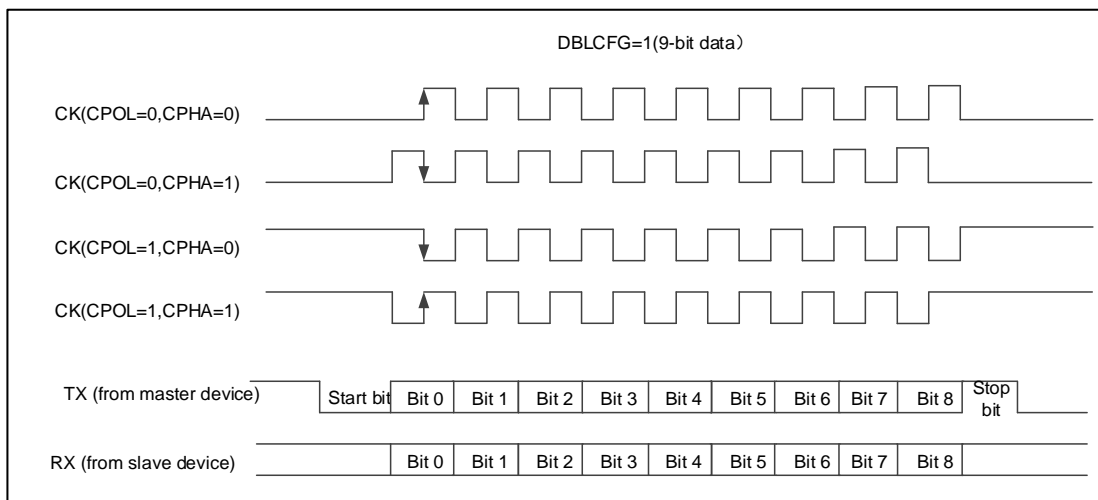 DBLCFG=1(9-bit data）
CK(CPOL=0,CPHA=0)
CK(CPOL=0,CPHA=1)
CK(CPOL=1,CPHA=0)
CK(CPOL=1,CPHA=1)
TX (from master device) Start bit Bit 0 Bit 1 Bit 2 Bit 3 Bit 4 Bit 5 Bit 6 Bit 7 Bit 8 Stop bit
RX (from slave device) Bit 0 Bit 1 Bit 2 Bit 3 Bit 4 Bit 5 Bit 6 Bit 7 Bit 8